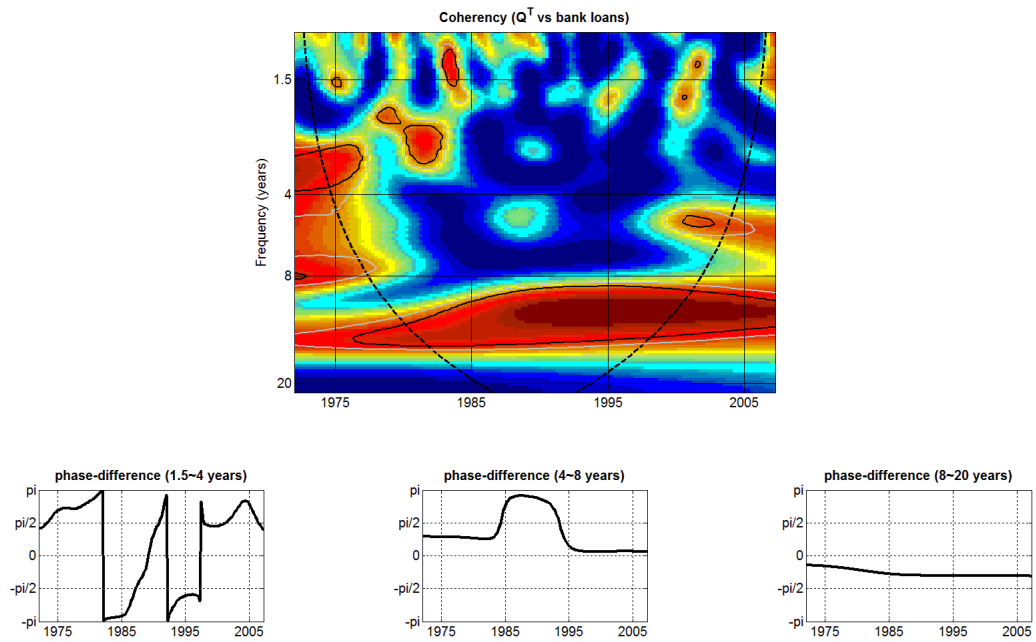 Coherency (Q^T vs bank loans)
Frequency (years)
1.5
4
8
20
1975 1985 1995 2005
phase-difference (1.5~4 years)
pi
pi/2
0
-pi/2
-pi
1975 1985 1995 2005
phase-difference (4~8 years)
pi
pi/2
0
-pi/2
-pi
1975 1985 1995 2005
phase-difference (8~20 years)
pi
pi/2
0
-pi/2
-pi
1975 1985 1995 2005